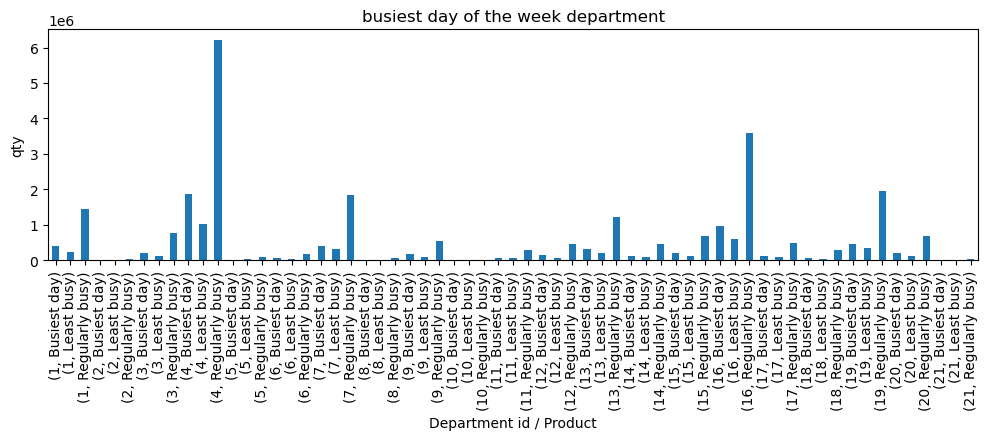 busiest day of the week department
1e6
6
5
4
3
2
1
0
qty
(1, Busiest day)
(1, Least busy)
(1, Regularly busy)
(2, Busiest day)
(2, Least busy)
(2, Regularly busy)
(3, Busiest day)
(3, Least busy)
(3, Regularly busy)
(4, Busiest day)
(4, Least busy)
(4, Regularly busy)
(5, Busiest day)
(5, Least busy)
(5, Regularly busy)
(6, Busiest day)
(6, Least busy)
(6, Regularly busy)
(7, Busiest day)
(7, Least busy)
(7, Regularly busy)
(8, Busiest day)
(8, Least busy)
(8, Regularly busy)
(9, Busiest day)
(9, Least busy)
(9, Regularly busy)
(10, Busiest day)
(10, Least busy)
(10, Regularly busy)
(11, Busiest day)
(11, Least busy)
(11, Regularly busy)
(12, Busiest day)
(12, Least busy)
(12, Regularly busy)
(13, Busiest day)
(13, Least busy)
(13, Regularly busy)
(14, Busiest day)
(14, Least busy)
(14, Regularly busy)
(15, Busiest day)
(15, Least busy)
(15, Regularly busy)
(16, Busiest day)
(16, Least busy)
(16, Regularly busy)
(17, Busiest day)
(17, Least busy)
(17, Regularly busy)
(18, Busiest day)
(18, Least busy)
(18, Regularly busy)
(19, Busiest day)
(19, Least busy)
(19, Regularly busy)
(20, Busiest day)
(20, Least busy)
(20, Regularly busy)
(21, Busiest day)
(21, Least busy)
(21, Regularly busy)
Department id / Product